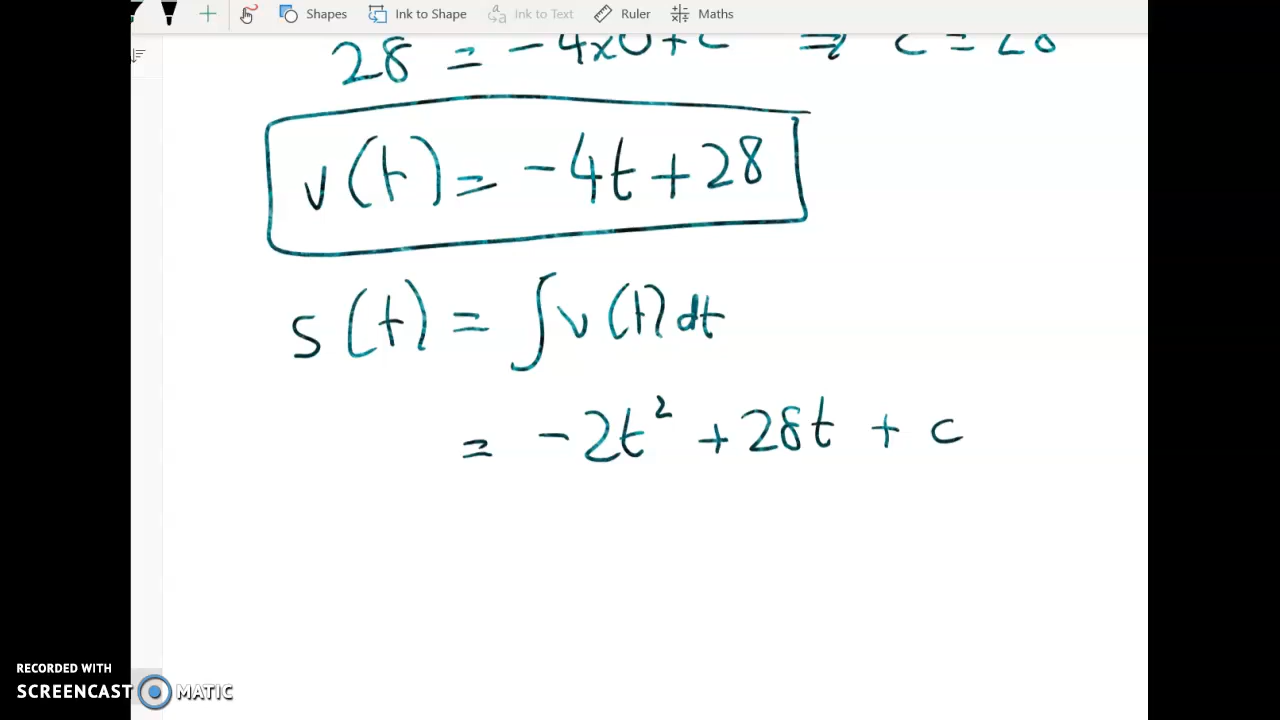 Shapes Ink to Shape Ink to Text Ruler Maths
28 = - 4x0 + c ⇒ c = 28
v(t) = -4t + 28
s(t) = ∫v(t)dt
= -2t² + 28t + c
RECORDED WITH
SCREENCAST MATIC